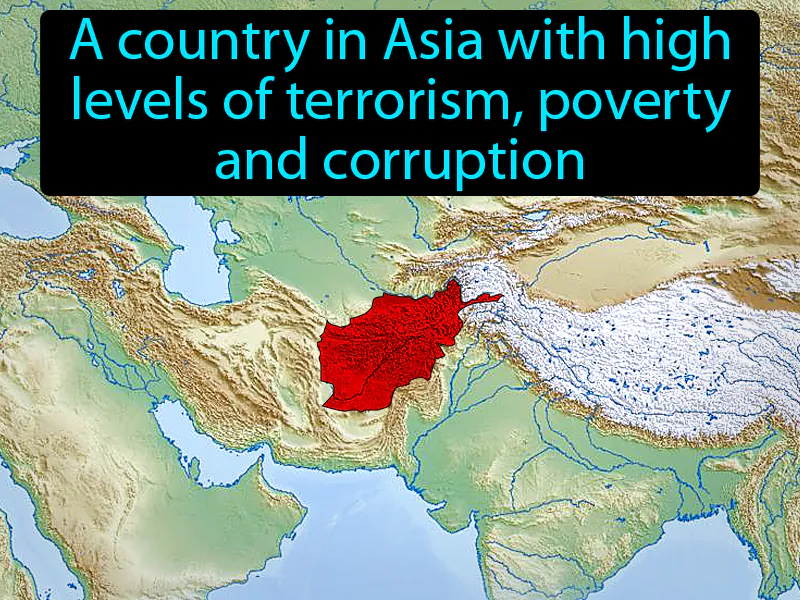 A country in Asia with high
levels of terrorism, poverty
and corruption